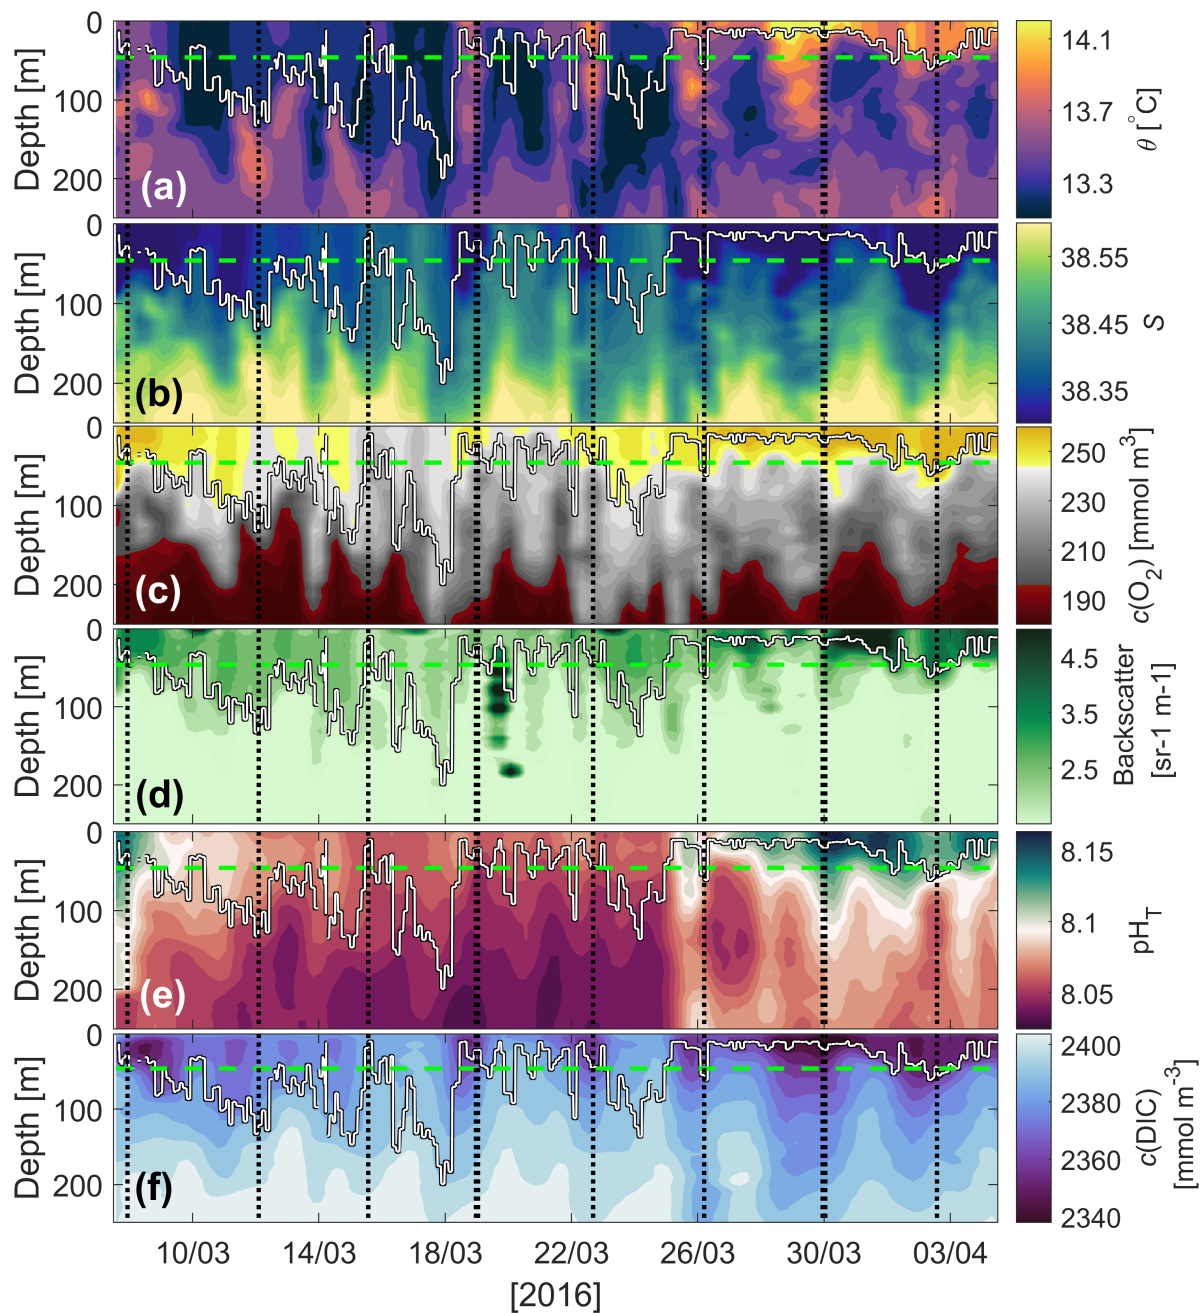 0
100
200
Depth [m]
(a)
14.1
13.7
13.3
θ [°C]
0
100
200
Depth [m]
(b)
38.55
38.45
38.35
S
0
100
200
Depth [m]
(c)
250
230
210
190
c(O2) [mmol m3]
0
100
200
Depth [m]
(d)
4.5
3.5
2.5
Backscatter
[sr-1 m-1]
0
100
200
Depth [m]
(e)
8.15
8.1
8.05
pHT
0
100
200
Depth [m]
(f)
2400
2380
2360
2340
c(DIC)
[mmol m-3]
10/03 14/03 18/03 22/03 26/03 30/03 03/04
[2016]